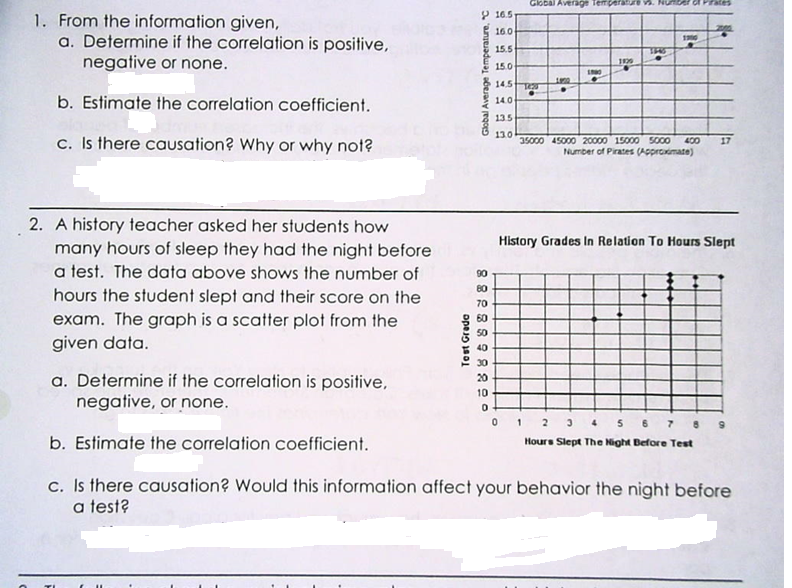 Global Average Temperature vs. Number of Pirates
1. From the information given,
a. Determine if the correlation is positive,
negative or none.
b. Estimate the correlation coefficient.
c. Is there causation? Why or why not?
Global Average Temperature, °C
16.5
16.0
15.5
15.0
14.5
14.0
13.5
13.0
1820
1860
1880
1920
1940
1980
2000
35000 45000 20000 15000 5000 400 17
Number of Pirates (Approximate)
2. A history teacher asked her students how
many hours of sleep they had the night before
a test. The data above shows the number of
hours the student slept and their score on the
exam. The graph is a scatter plot from the
given data.
a. Determine if the correlation is positive,
negative, or none.
b. Estimate the correlation coefficient.
History Grades In Relation To Hours Slept
Test Grade
90
80
70
60
50
40
30
20
10
0
0 1 2 3 4 5 6 7 8 9
Hours Slept The Night Before Test
c. Is there causation? Would this information affect your behavior the night before
a test?